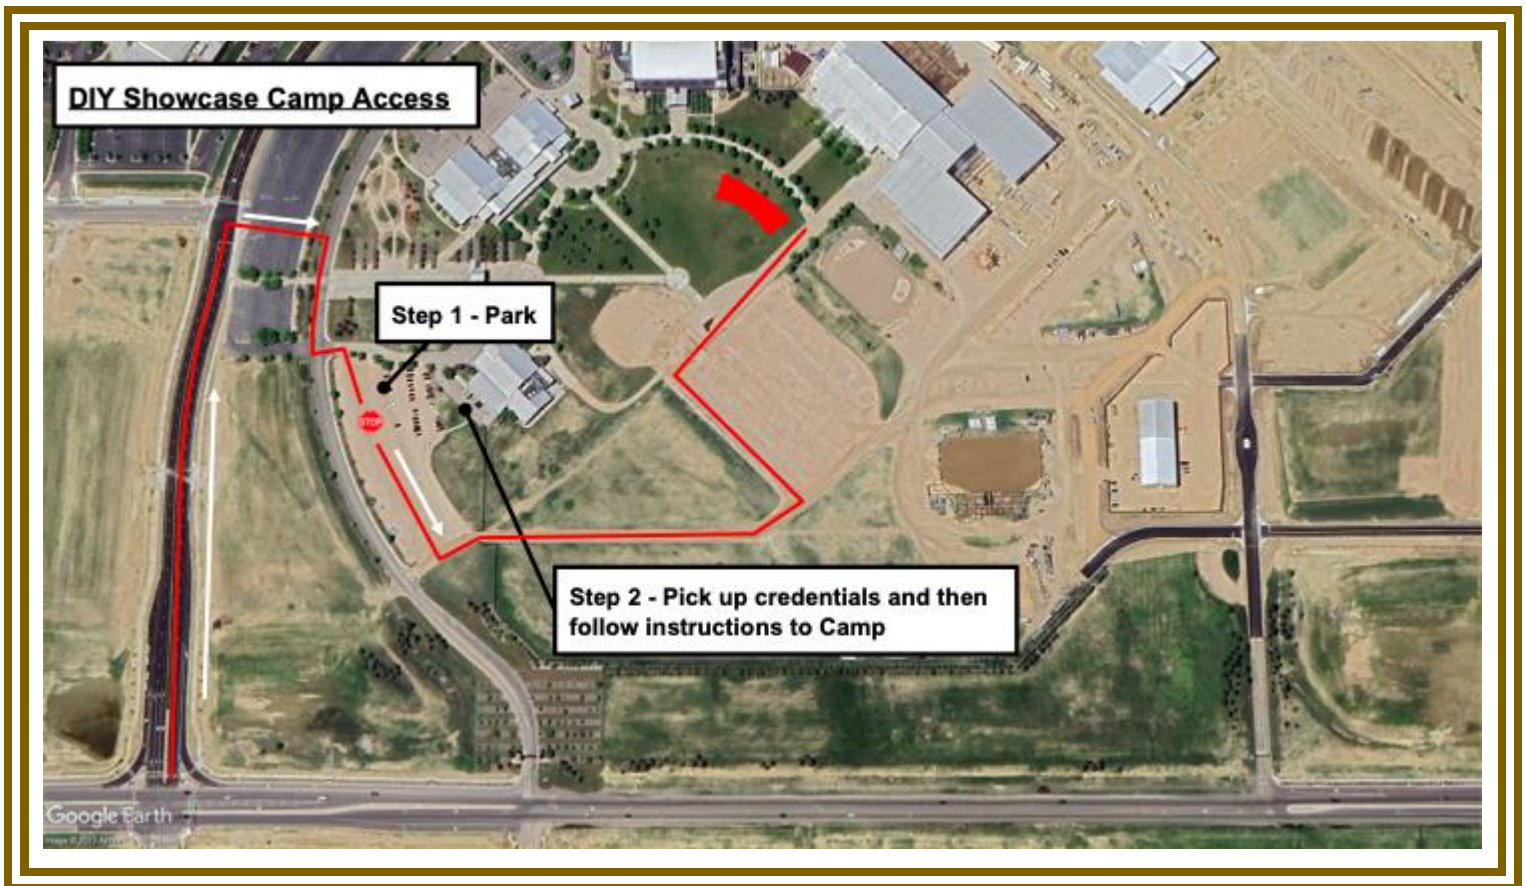 DIY Showcase Camp Access
Step 1 - Park
STOP
Step 2 - Pick up credentials and then
follow instructions to Camp
Google Earth